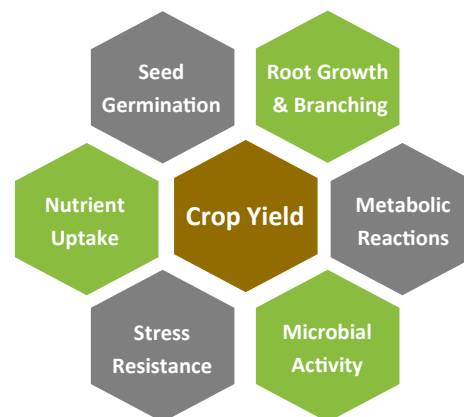 Seed
Germination
Root Growth
& Branching
Nutrient
Uptake
Crop Yield
Metabolic
Reactions
Stress
Resistance
Microbial
Activity